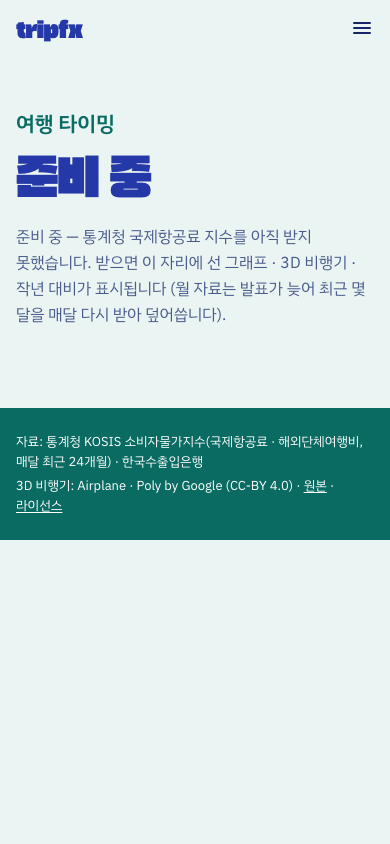 tripfx
여행 타이밍
준비 중
준비 중 — 통계청 국제항공료 지수를 아직 받지
못했습니다. 받으면 이 자리에 선 그래프 · 3D 비행기 ·
작년 대비가 표시됩니다 (월 자료는 발표가 늦어 최근 몇
달을 매달 다시 받아 덮어씁니다).
자료: 통계청 KOSIS 소비자물가지수(국제항공료 · 해외단체여행비,
매달 최근 24개월) · 한국수출입은행
3D 비행기: Airplane · Poly by Google (CC-BY 4.0) · 원본 ·
라이선스